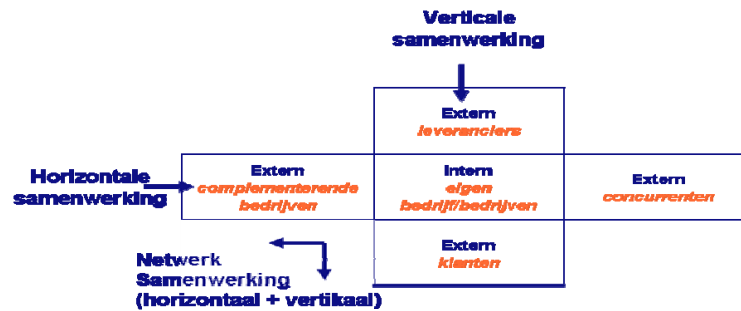 Verticale
samenwerking
Extern
leveranciers
Horizontale
samenwerking
Extern
complementerende
bedrijven
Intern
eigen
bedrijf/bedrijven
Extern
concurrenten
Extern
klanten
Netwerk
Samenwerking
(horizontaal + vertikaal)